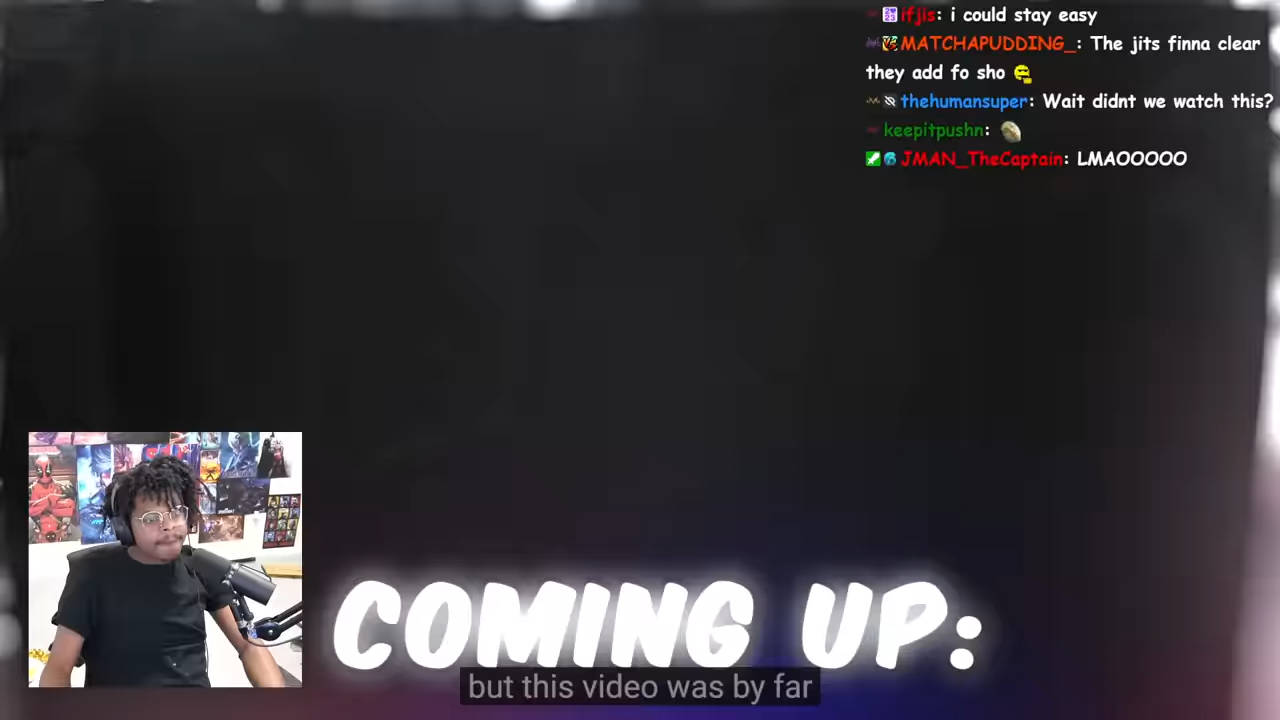 ifjis: i could stay easy
MATCHAPUDDING_: The jits finna clear
they add fo sho
thehumansuper: Wait didnt we watch this?
keepitpushn:
JMAN_TheCaptain: LMAOOOOO
COMING UP:
but this video was by far